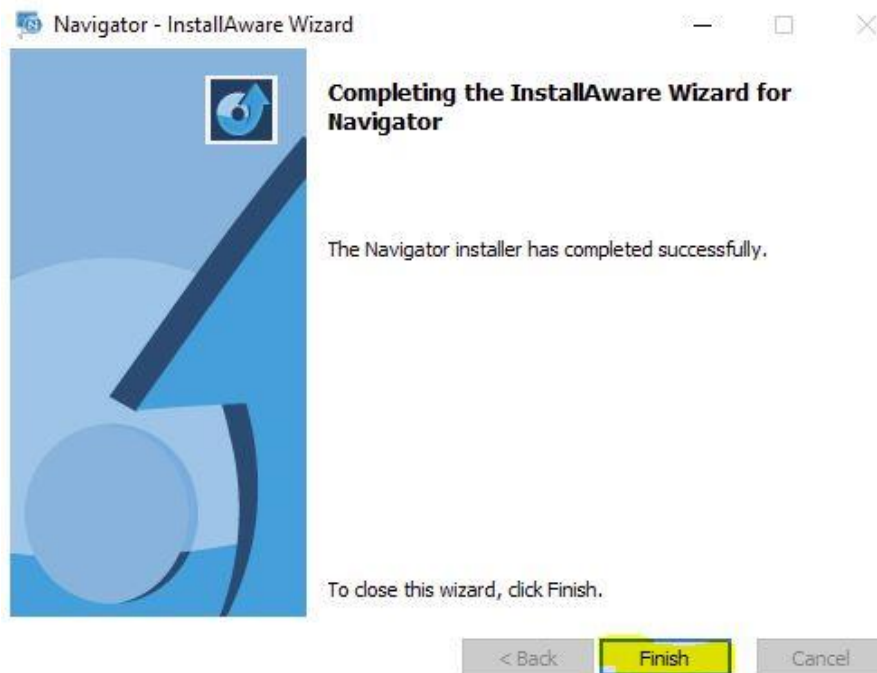 Navigator - InstallAware Wizard
Completing the InstallAware Wizard for
Navigator
The Navigator installer has completed successfully.
To close this wizard, click Finish.
< Back
Finish
Cancel